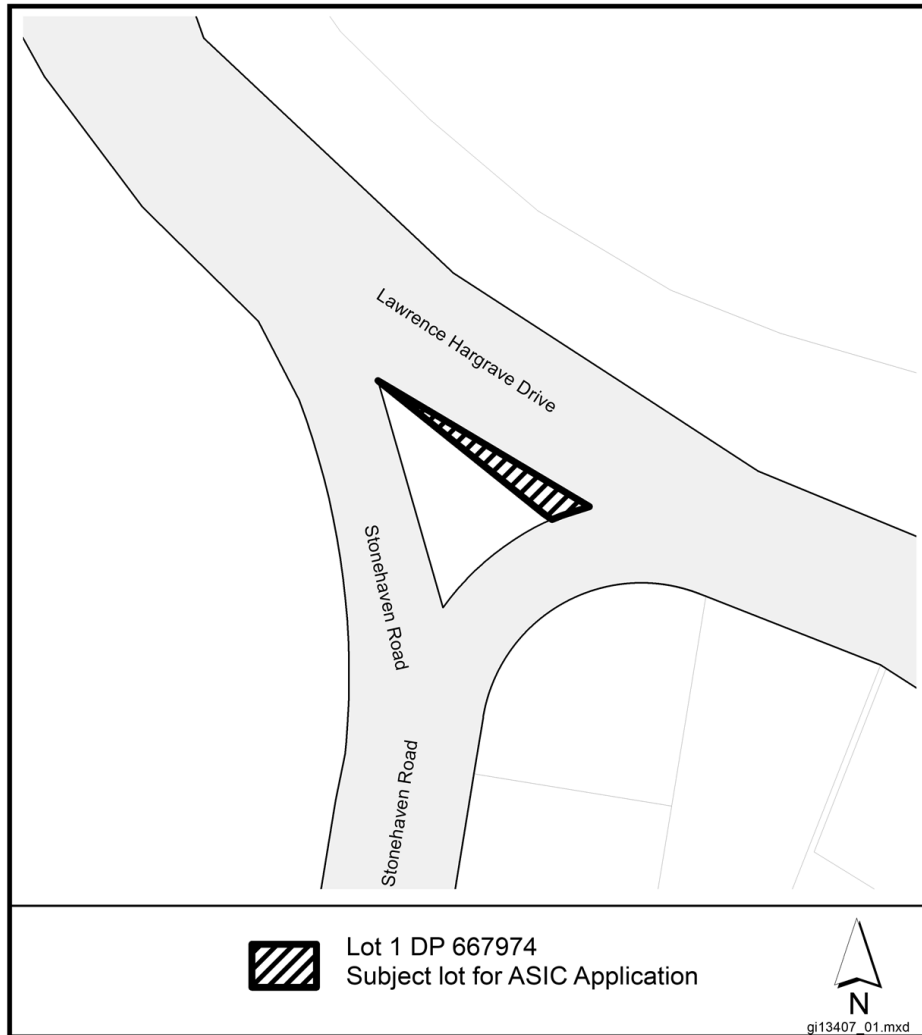 Lawrence Hargrave Drive
Stonehaven Road
Stonehaven Road
Lot 1 DP 667974
Subject lot for ASIC Application
N
gi13407_01.mxd